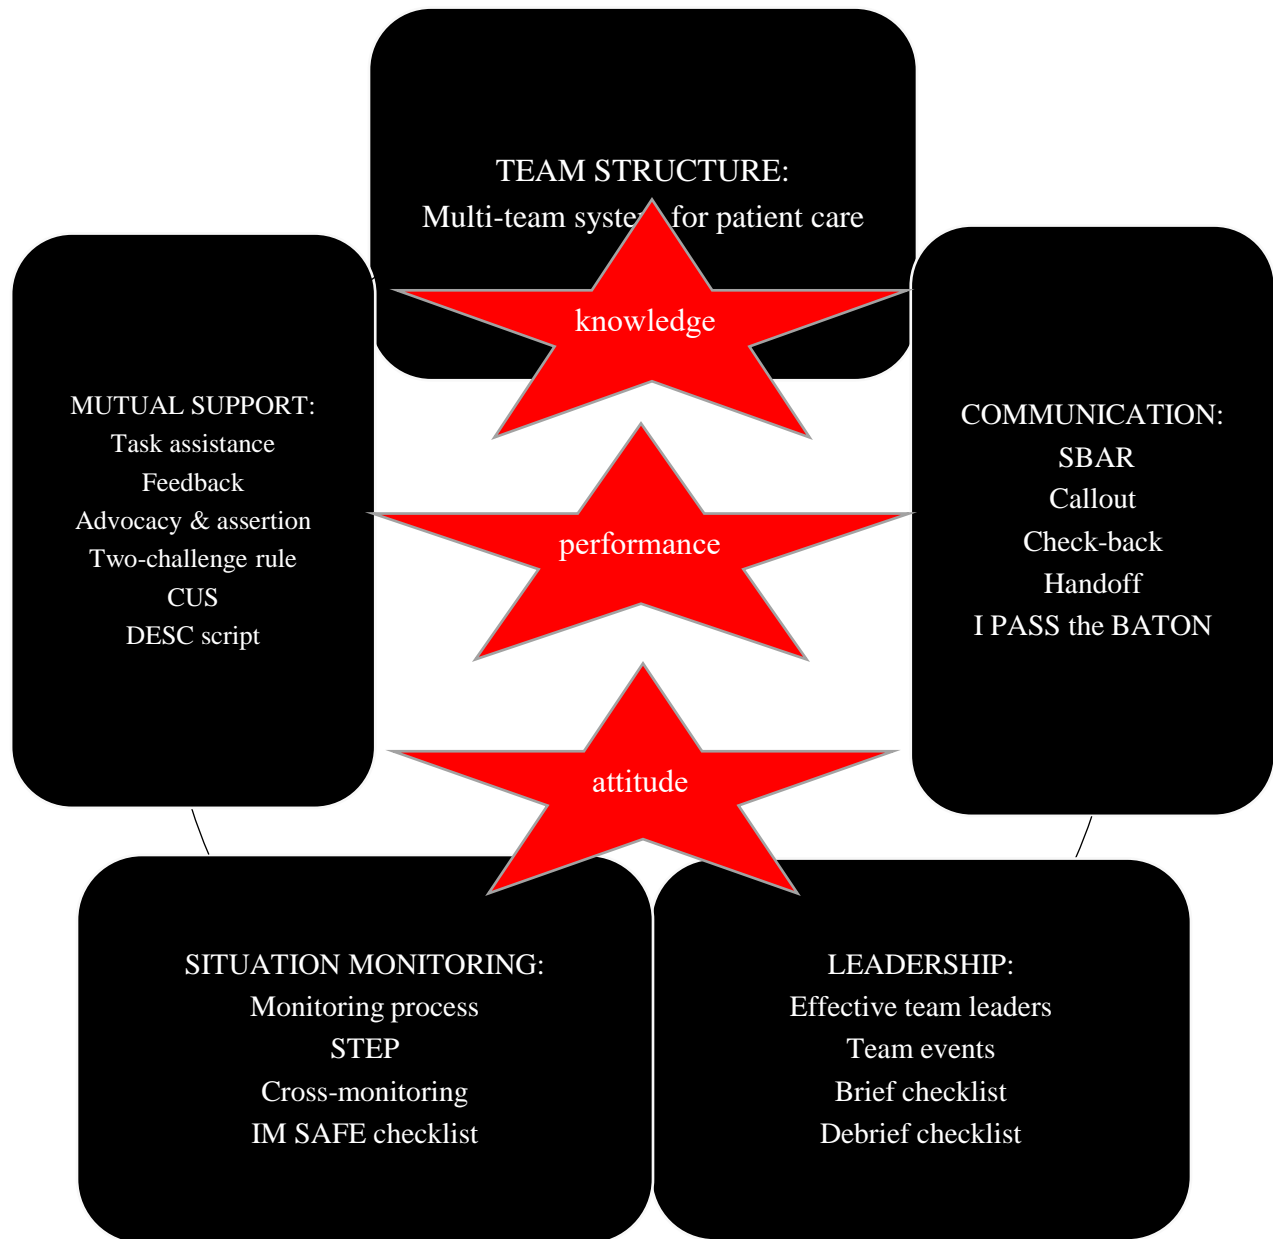 TEAM STRUCTURE:
Multi-team system for patient care
knowledge
MUTUAL SUPPORT:
Task assistance
Feedback
Advocacy & assertion
Two-challenge rule
CUS
DESC script
performance
COMMUNICATION:
SBAR
Callout
Check-back
Handoff
I PASS the BATON
attitude
SITUATION MONITORING:
Monitoring process
STEP
Cross-monitoring
IM SAFE checklist
LEADERSHIP:
Effective team leaders
Team events
Brief checklist
Debrief checklist